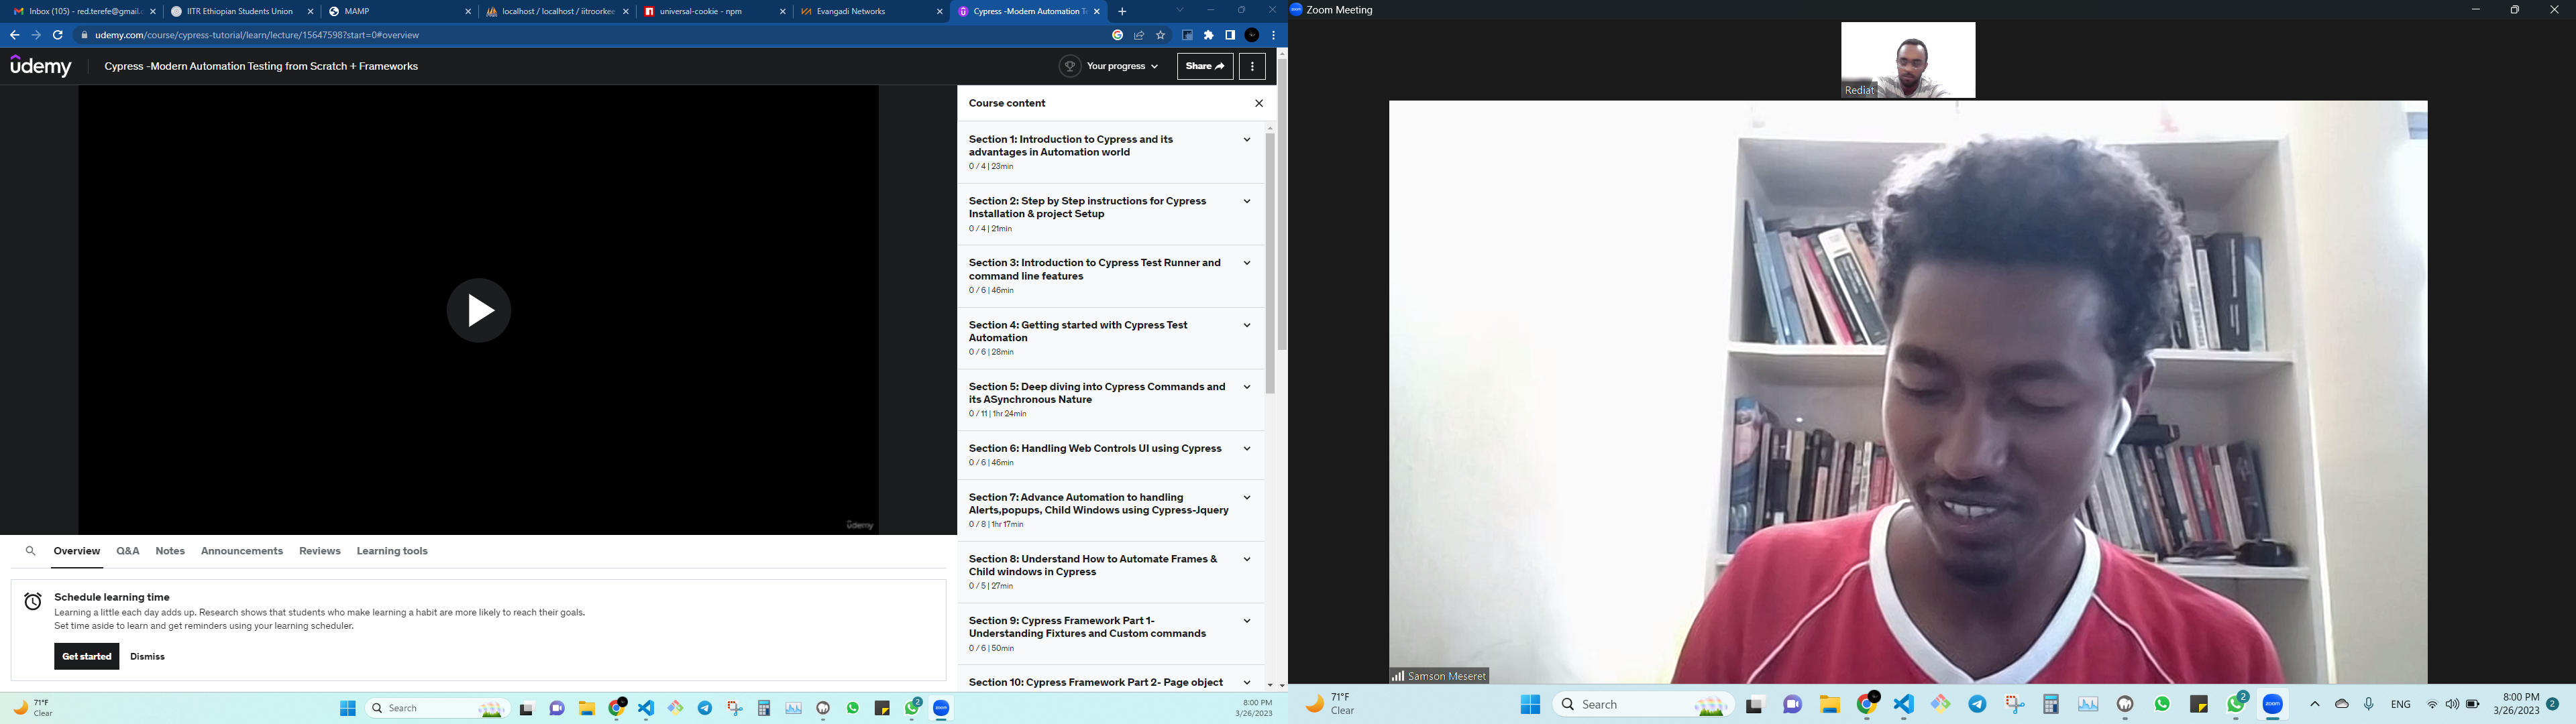 Inbox (105) - red.terefe@gmail.c
IITR Ethiopian Students Union
MAMP
localhost / localhost / iitroorkee
universal-cookie - npm
Evangadi Networks
Cypress -Modern Automation Te
udemy.com/course/cypress-tutorial/learn/lecture/15647598?start=0#overview
udemy
Cypress -Modern Automation Testing from Scratch + Frameworks
Your progress
Share
Course content
Section 1: Introduction to Cypress and its
advantages in Automation world
0 / 4 | 23min
Section 2: Step by Step instructions for Cypress
Installation & project Setup
0 / 4 | 21min
Section 3: Introduction to Cypress Test Runner and
command line features
0 / 6 | 46min
Section 4: Getting started with Cypress Test
Automation
0 / 6 | 28min
Section 5: Deep diving into Cypress Commands and
its ASynchronous Nature
0 / 11 | 1hr 24min
Section 6: Handling Web Controls UI using Cypress
0 / 6 | 46min
Section 7: Advance Automation to handling
Alerts,popups, Child Windows using Cypress-Jquery
0 / 8 | 1hr 17min
Section 8: Understand How to Automate Frames &
Child windows in Cypress
0 / 5 | 27min
Section 9: Cypress Framework Part 1-
Understanding Fixtures and Custom commands
0 / 6 | 50min
Section 10: Cypress Framework Part 2- Page object
udemy
Overview
Q&A
Notes
Announcements
Reviews
Learning tools
Schedule learning time
Learning a little each day adds up. Research shows that students who make learning a habit are more likely to reach their goals.
Set time aside to learn and get reminders using your learning scheduler.
Get started
Dismiss
71°F
Clear
Search
2
zoom
8:00 PM
3/26/2023
zoom
Zoom Meeting
Rediat
Samson Meseret
71°F
Clear
Search
2
zoom
ENG
8:00 PM
3/26/2023
2